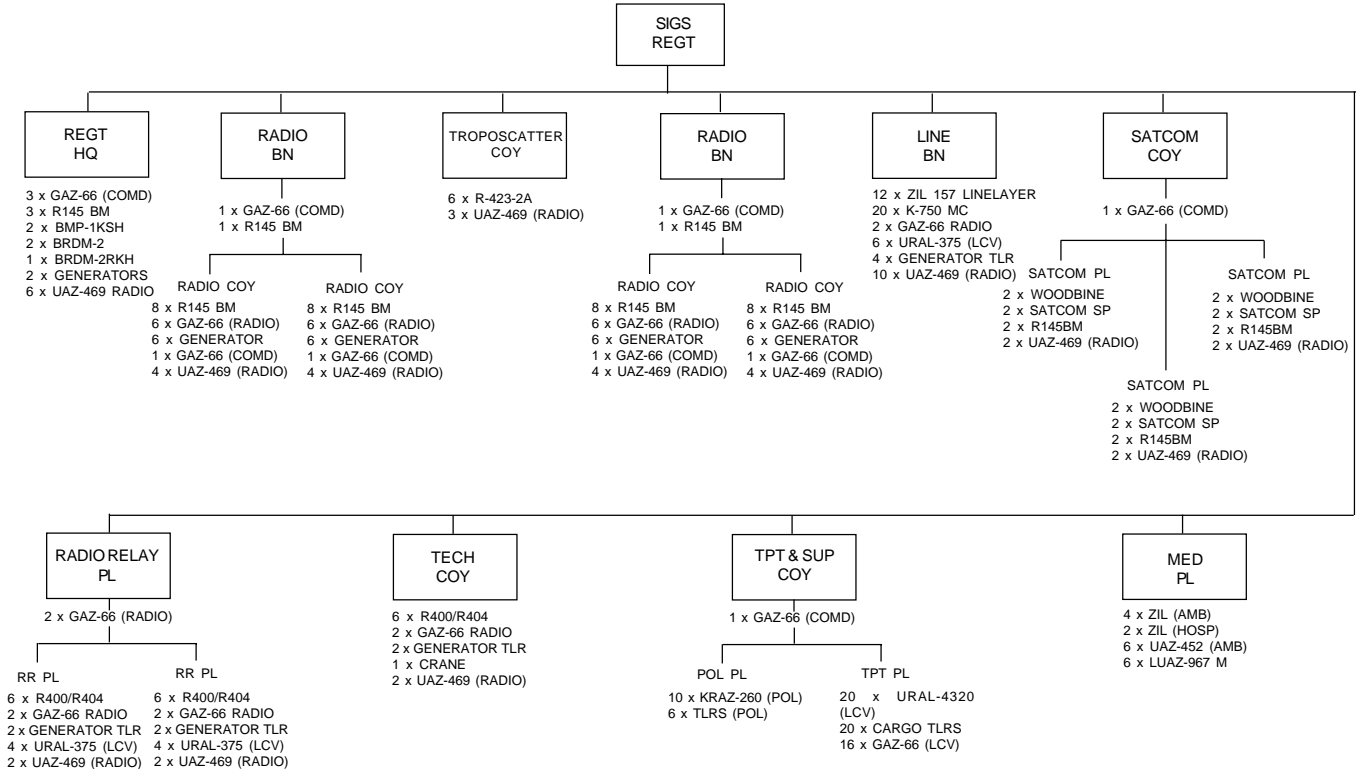 SIGS
REGT
REGT
HQ
3 x GAZ-66 (COMD)
3 x R145 BM
2 x BMP-1KSH
2 x BRDM-2
1 x BRDM-2RKH
2 x GENERATORS
6 x UAZ-469 RADIO
RADIO
BN
1 x GAZ-66 (COMD)
1 x R145 BM
RADIO COY
8 x R145 BM
6 x GAZ-66 (RADIO)
6 x GENERATOR
1 x GAZ-66 (COMD)
4 x UAZ-469 (RADIO)
RADIO COY
8 x R145 BM
6 x GAZ-66 (RADIO)
6 x GENERATOR
1 x GAZ-66 (COMD)
4 x UAZ-469 (RADIO)
TROPOSCATTER
COY
6 x R-423-2A
3 x UAZ-469 (RADIO)
RADIO
BN
1 x GAZ-66 (COMD)
1 x R145 BM
RADIO COY
8 x R145 BM
6 x GAZ-66 (RADIO)
6 x GENERATOR
1 x GAZ-66 (COMD)
4 x UAZ-469 (RADIO)
RADIO COY
8 x R145 BM
6 x GAZ-66 (RADIO)
6 x GENERATOR
1 x GAZ-66 (COMD)
4 x UAZ-469 (RADIO)
LINE
BN
12 x ZIL 157 LINELAYER
20 x K-750 MC
2 x GAZ-66 RADIO
6 x URAL-375 (LCV)
4 x GENERATOR TLR
10 x UAZ-469 (RADIO)
SATCOM
COY
1 x GAZ-66 (COMD)
SATCOM PL
2 x WOODBINE
2 x SATCOM SP
2 x R145BM
2 x UAZ-469 (RADIO)
SATCOM PL
2 x WOODBINE
2 x SATCOM SP
2 x R145BM
2 x UAZ-469 (RADIO)
SATCOM PL
2 x WOODBINE
2 x SATCOM SP
2 x R145BM
2 x UAZ-469 (RADIO)
RADIO RELAY
PL
2 x GAZ-66 (RADIO)
RR PL
6 x R400/R404
2 x GAZ-66 RADIO
2 x GENERATOR TLR
4 x URAL-375 (LCV)
2 x UAZ-469 (RADIO)
RR PL
6 x R400/R404
2 x GAZ-66 RADIO
2 x GENERATOR TLR
4 x URAL-375 (LCV)
2 x UAZ-469 (RADIO)
TECH
COY
6 x R400/R404
2 x GAZ-66 RADIO
2 x GENERATOR TLR
1 x CRANE
2 x UAZ-469 (RADIO)
TPT & SUP
COY
1 x GAZ-66 (COMD)
POL PL
10 x KRAZ-260 (POL)
6 x TLRS (POL)
TPT PL
20 x URAL-4320
(LCV)
20 x CARGO TLRS
16 x GAZ-66 (LCV)
MED
PL
4 x ZIL (AMB)
2 x ZIL (HOSP)
6 x UAZ-452 (AMB)
6 x LUAZ-967 M